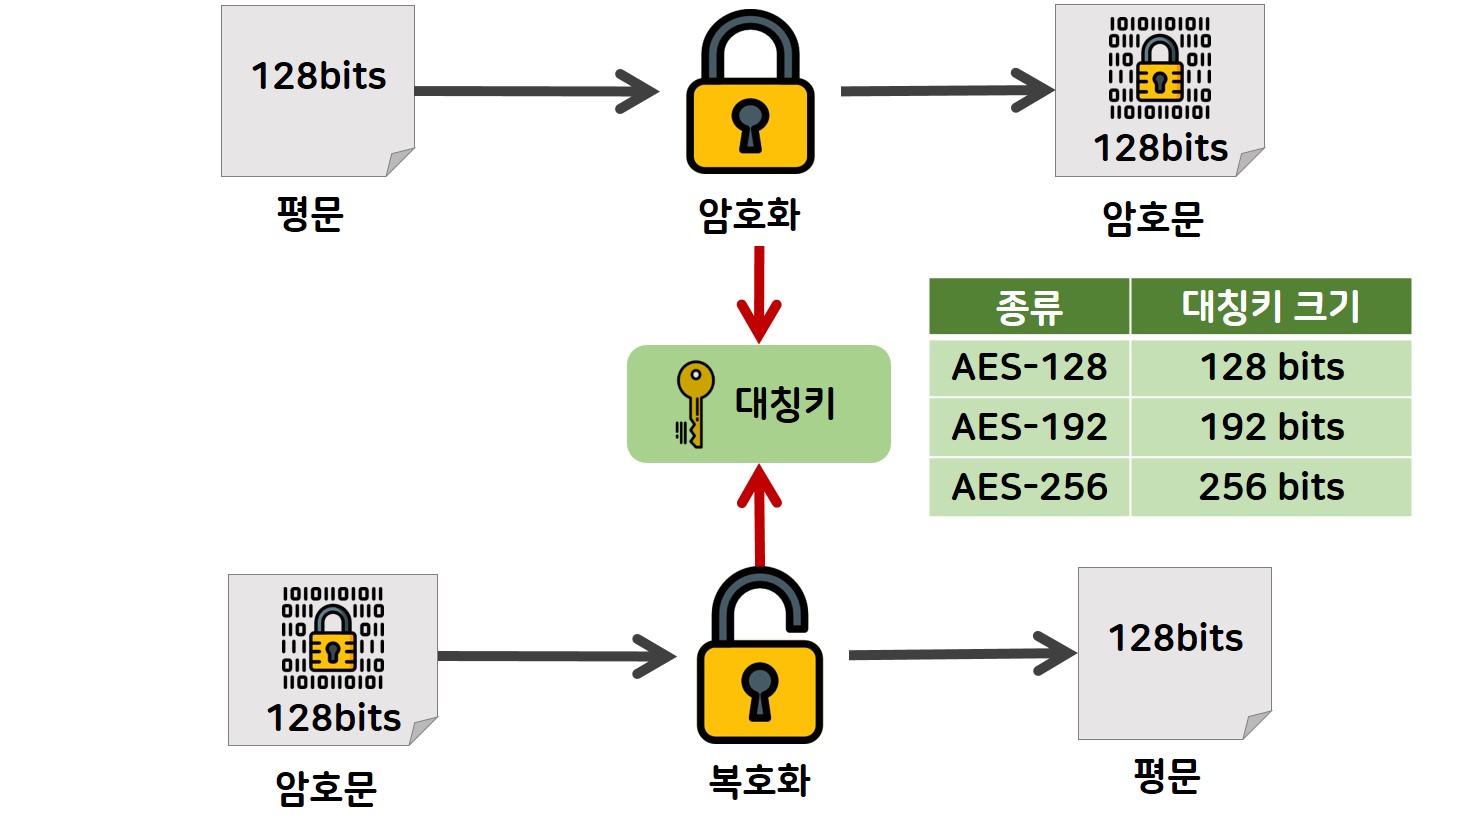 128bits
평문
암호화
128bits
암호문
대칭키
종류 대칭키 크기
AES-128 128 bits
AES-192 192 bits
AES-256 256 bits
128bits
암호문
복호화
128bits
평문